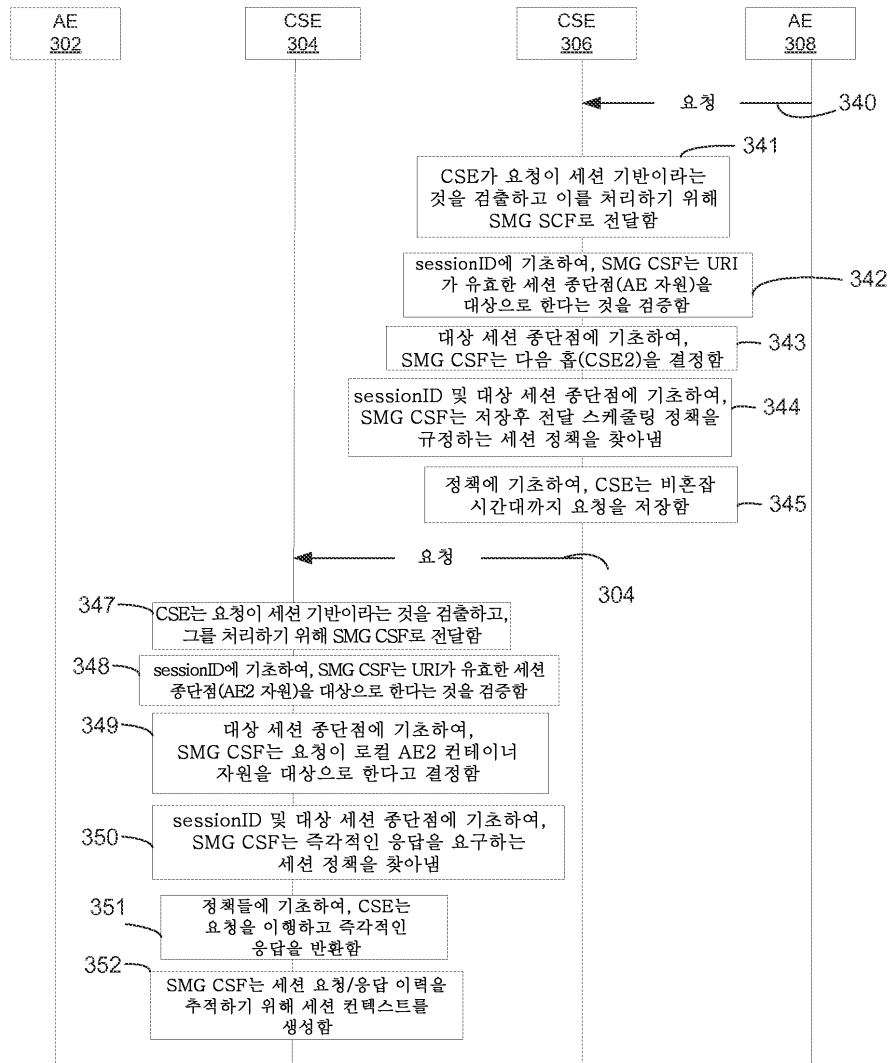 AE
302
CSE
304
CSE
306
AE
308
요청
340
341
CSE가 요청이 세션 기반이라는
것을 검출하고 이를 처리하기 위해
SMG SCF로 전달함
sessionID에 기초하여, SMG CSF는 URI
가 유효한 세션 종단점(AE 자원)을
대상으로 한다는 것을 검증함
342
대상 세션 종단점에 기초하여,
SMG CSF는 다음 홉(CSE2)을 결정함
343
sessionID 및 대상 세션 종단점에 기초하여,
SMG CSF는 저장후 전달 스케줄링 정책을
규정하는 세션 정책을 찾아냄
344
정책에 기초하여, CSE는 비혼잡
시간대까지 요청을 저장함
345
요청
304
347
CSE는 요청이 세션 기반이라는 것을 검출하고,
그를 처리하기 위해 SMG CSF로 전달함
348
sessionID에 기초하여, SMG CSF는 URI가 유효한 세션
종단점(AE2 자원)을 대상으로 한다는 것을 검증함
349
대상 세션 종단점에 기초하여,
SMG CSF는 요청이 로컬 AE2 컨테이너
자원을 대상으로 한다고 결정함
350
sessionID 및 대상 세션 종단점에 기초하여,
SMG CSF는 즉각적인 응답을 요구하는
세션 정책을 찾아냄
351
정책들에 기초하여, CSE는
요청을 이행하고 즉각적인
응답을 반환함
352
SMG CSF는 세션 요청/응답 이력을
추적하기 위해 세션 컨텍스트를
생성함